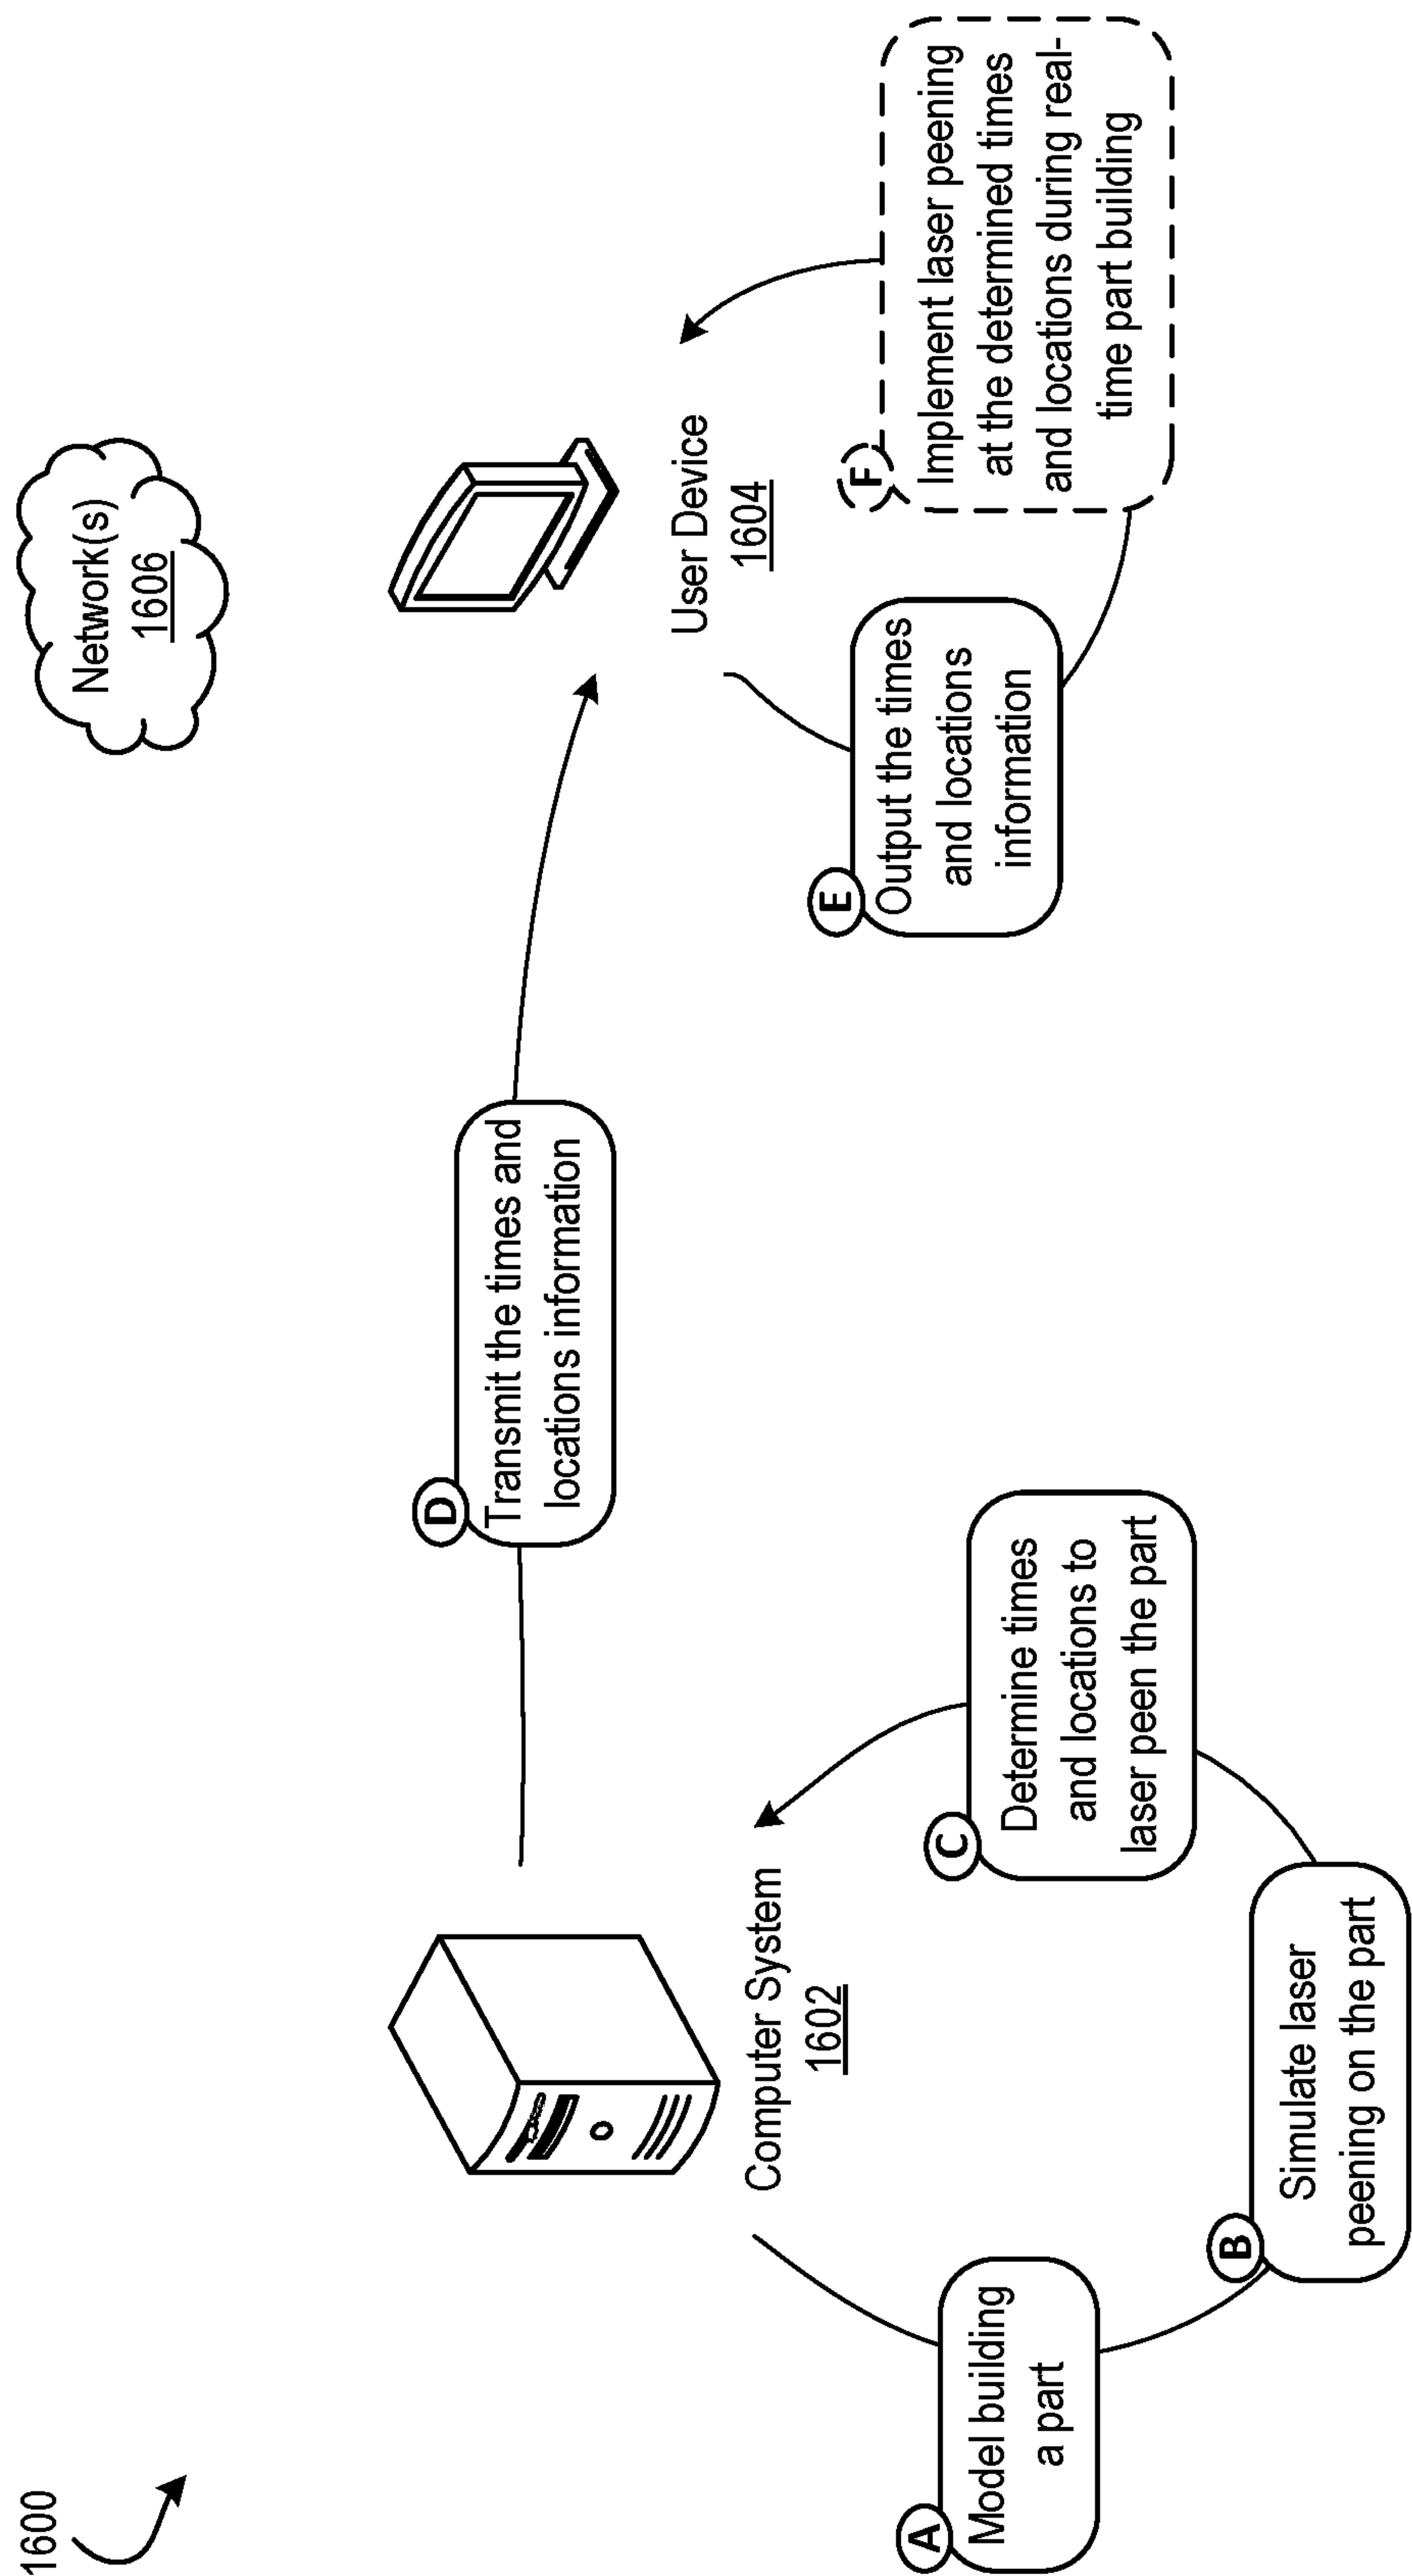 1600
Network(s)
1606
Computer System
1602
User Device
1604
A
Model building
a part
B
Simulate laser
peening on the part
C
Determine times
and locations to
laser peen the part
D
Transmit the times and
locations information
E
Output the times
and locations
information
F
Implement laser peening
at the determined times
and locations during real-
time part building